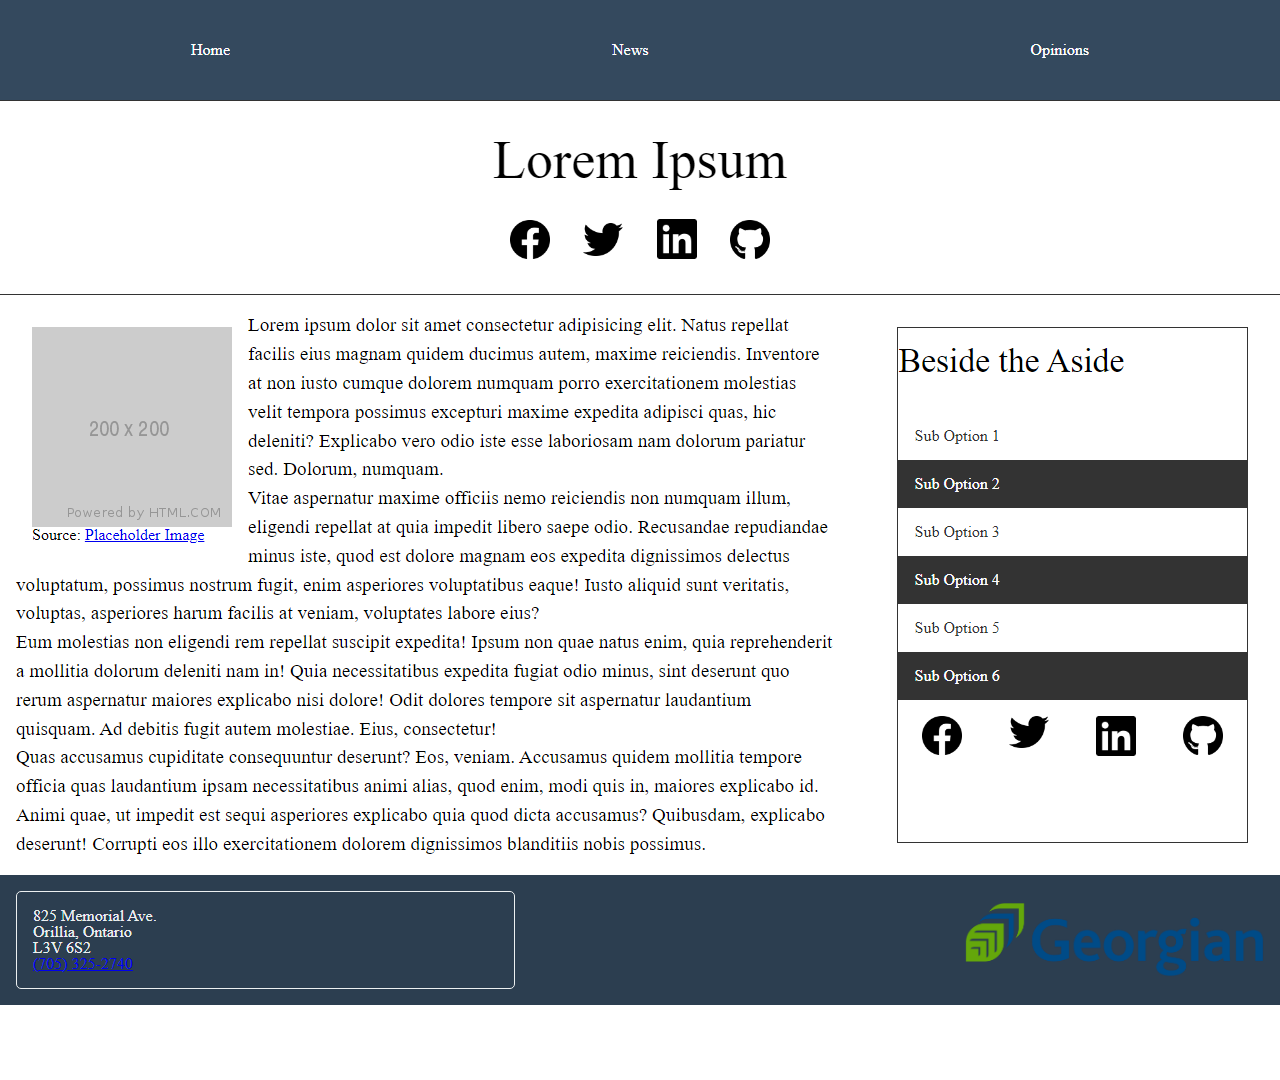 Home
News
Opinions
Lorem Ipsum
200 x 200
Powered by HTML.COM
Source: Placeholder Image
Lorem ipsum dolor sit amet consectetur adipisicing elit. Natus repellat
facilis eius magnam quidem ducimus autem, maxime reiciendis. Inventore
at non iusto cumque dolorem numquam porro exercitationem molestias
velit tempora possimus excepturi maxime expedita adipisci quas, hic
deleniti? Explicabo vero odio iste esse laboriosam nam dolorum pariatur
sed. Dolorum, numquam.
Vitae aspernatur maxime officiis nemo reiciendis non numquam illum,
eligendi repellat at quia impedit libero saepe odio. Recusandae repudiandae
minus iste, quod est dolore magnam eos expedita dignissimos delectus
voluptatum, possimus nostrum fugit, enim asperiores voluptatibus eaque! Iusto aliquid sunt veritatis,
voluptas, asperiores harum facilis at veniam, voluptates labore eius?
Eum molestias non eligendi rem repellat suscipit expedita! Ipsum non quae natus enim, quia reprehenderit
a mollitia dolorum deleniti nam in! Quia necessitatibus expedita fugiat odio minus, sint deserunt quo
rerum aspernatur maiores explicabo nisi dolore! Odit dolores tempore sit aspernatur laudantium
quisquam. Ad debitis fugit autem molestiae. Eius, consectetur!
Quas accusamus cupiditate consequuntur deserunt? Eos, veniam. Accusamus quidem mollitia tempore
officia quas laudantium ipsam necessitatibus animi alias, quod enim, modi quis in, maiores explicabo id.
Animi quae, ut impedit est sequi asperiores explicabo quia quod dicta accusamus? Quibusdam, explicabo
deserunt! Corrupti eos illo exercitationem dolorem dignissimos blanditiis nobis possimus.
Beside the Aside
Sub Option 1
Sub Option 2
Sub Option 3
Sub Option 4
Sub Option 5
Sub Option 6
825 Memorial Ave.
Orillia, Ontario
L3V 6S2
(705) 325-2740
Georgian